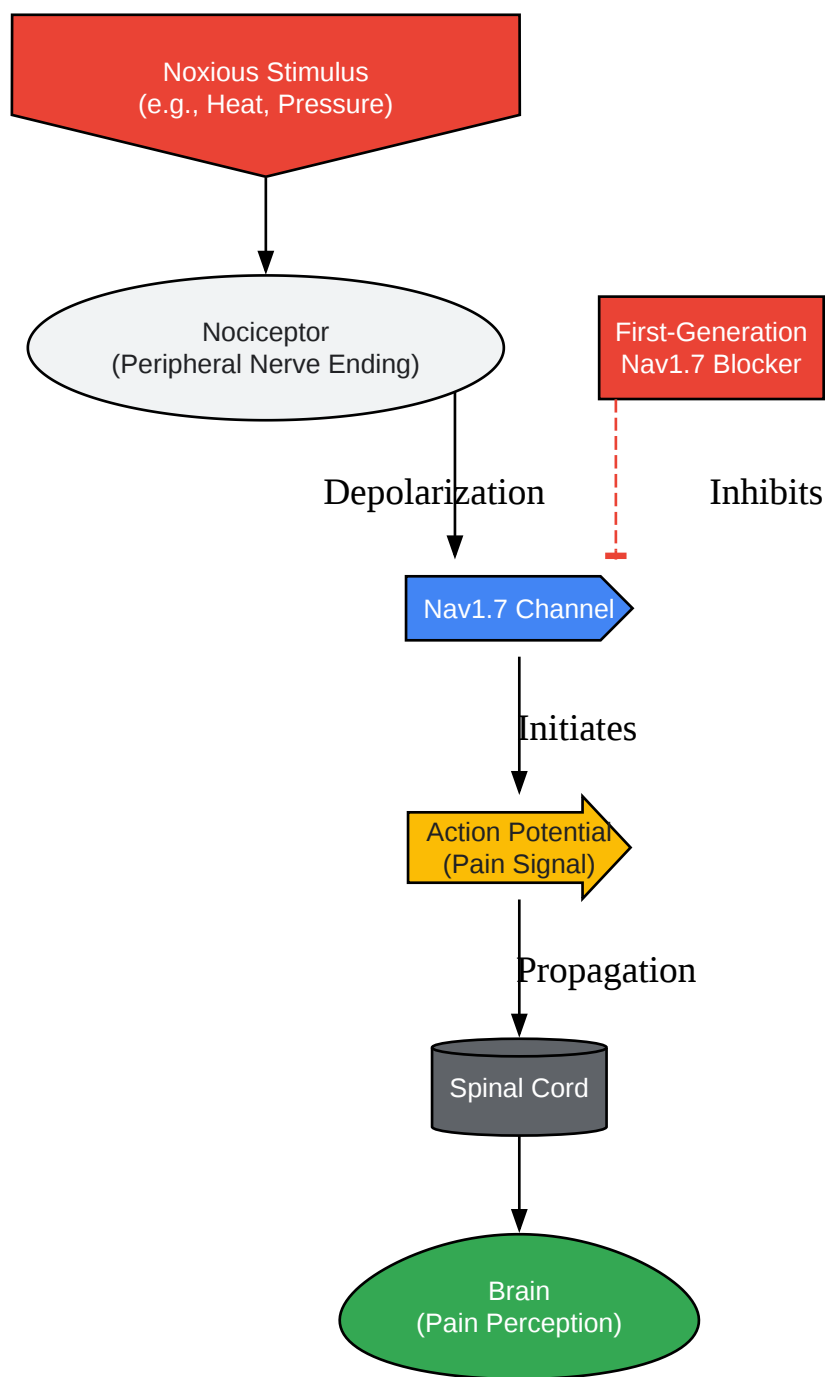 Noxious Stimulus
(e.g., Heat, Pressure)
Nociceptor
(Peripheral Nerve Ending)
First-Generation
Nav1.7 Blocker
Depolarization
Inhibits
Nav1.7 Channel
Initiates
Action Potential
(Pain Signal)
Propagation
Spinal Cord
Brain
(Pain Perception)